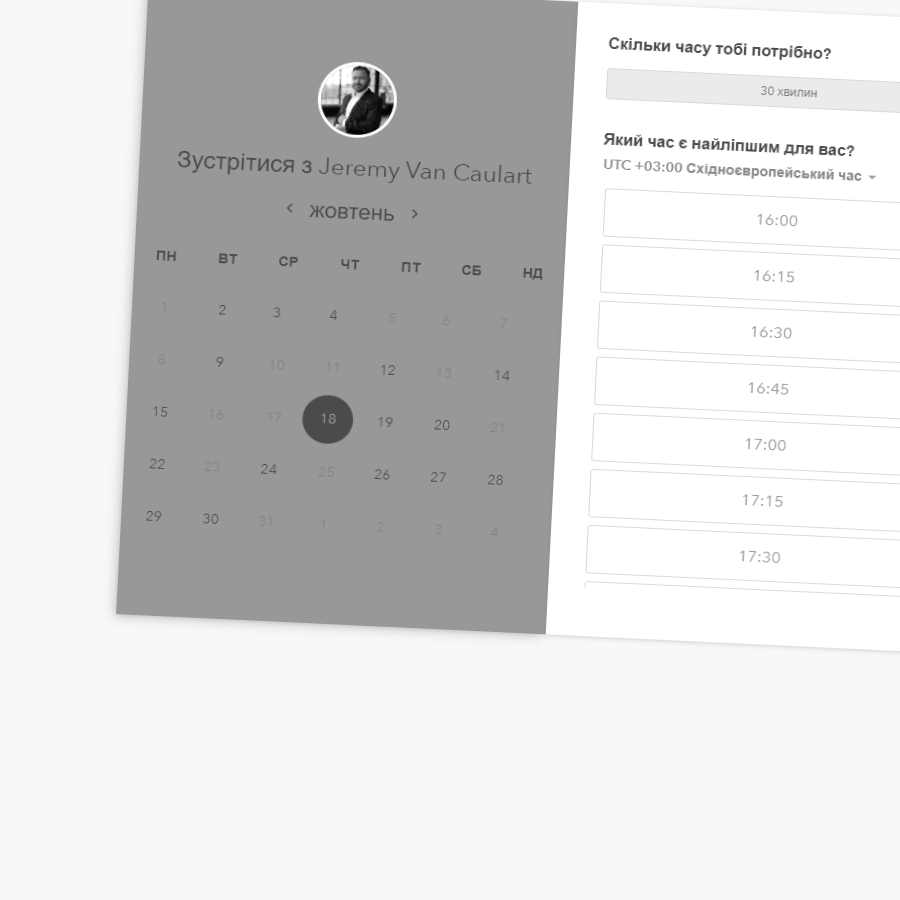 Зустрітися з Jeremy Van Caulart
жовтень
ПН ВТ СР ЧТ ПТ СБ НД
1 2 3 4 5 6 7
8 9 10 11 12 13 14
15 16 17 18 19 20 21
22 23 24 25 26 27 28
29 30 31 1 2 3 4
Скільки часу тобі потрібно?
30 хвилин
Який час є найліпшим для вас?
UTC +03:00 Східноєвропейський час
16:00
16:15
16:30
16:45
17:00
17:15
17:30